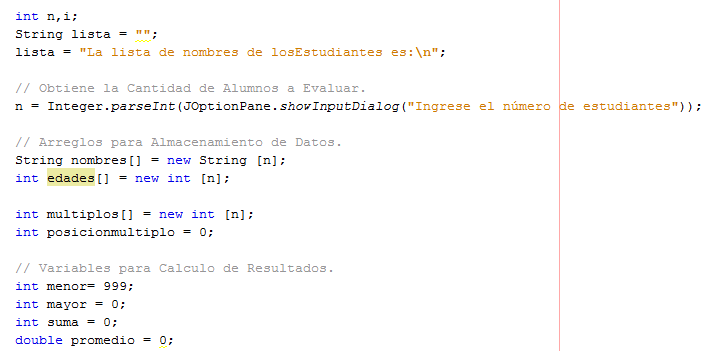 int n,i;
String lista = "";
lista = "La lista de nombres de losEstudiantes es:\n";
// Obtiene la Cantidad de Alumnos a Evaluar.
n = Integer.parseInt(JOptionPane.showInputDialog("Ingrese el número de estudiantes"));
// Arreglos para Almacenamiento de Datos.
String nombres[] = new String [n];
int edades[] = new int [n];
int multiplos[] = new int [n];
int posicionmultiplo = 0;
// Variables para Calculo de Resultados.
int menor= 999;
int mayor = 0;
int suma = 0;
double promedio = 0;